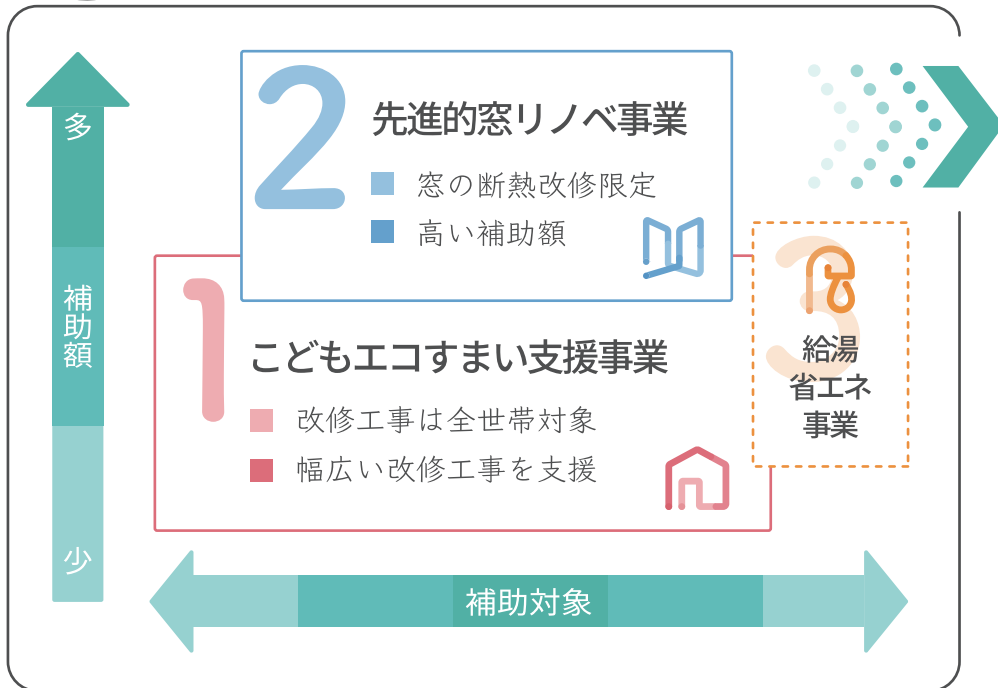 多
補助額
少
2
先進的窓リノベ事業
窓の断熱改修限定
高い補助額
1
こどもエコすまい支援事業
改修工事は全世帯対象
幅広い改修工事を支援
3
給湯
省エネ
事業
補助対象